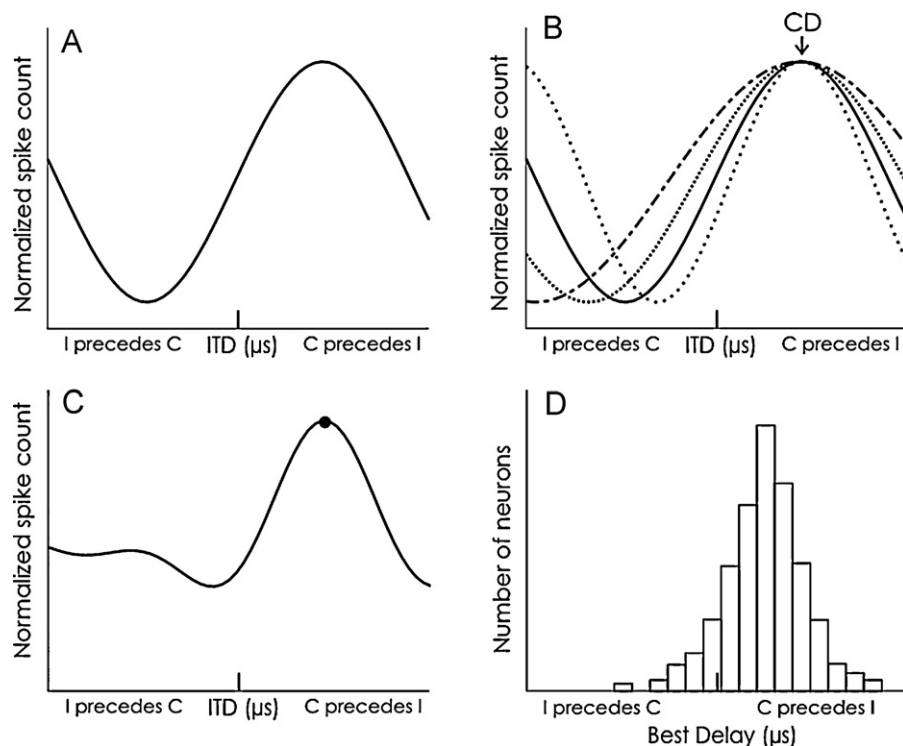 A
Normalized spike count
I precedes C
ITD (µs)
C precedes I
B
CD
Normalized spike count
I precedes C
ITD (µs)
C precedes I
C
Normalized spike count
I precedes C
ITD (µs)
C precedes I
D
Number of neurons
I precedes C
C precedes I
Best Delay (µs)